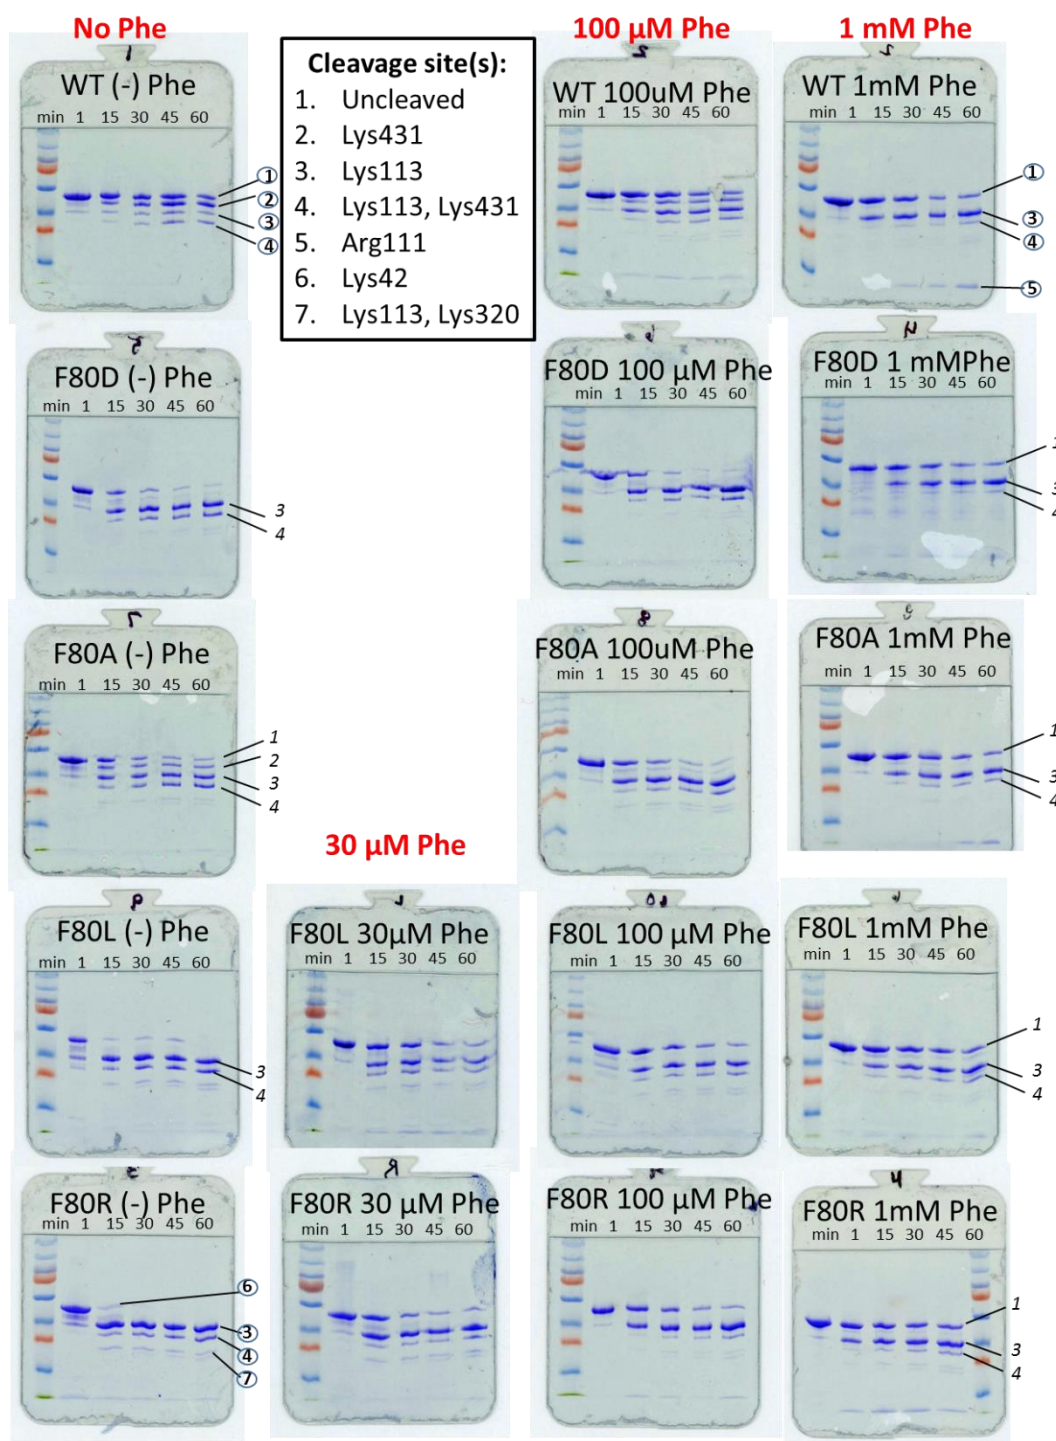 No Phe
100 µM Phe
1 mM Phe
WT (-) Phe
min 1 15 30 45 60
1
2
3
4
Cleavage site(s):
1. Uncleaved
2. Lys431
3. Lys113
4. Lys113, Lys431
5. Arg111
6. Lys42
7. Lys113, Lys320
WT 100uM Phe
min 1 15 30 45 60
WT 1mM Phe
min 1 15 30 45 60
1
3
4
5
F80D (-) Phe
min 1 15 30 45 60
3
4
F80D 100 µM Phe
min 1 15 30 45 60
F80D 1 mMPhe
min 1 15 30 45 60
1
3
4
F80A (-) Phe
min 1 15 30 45 60
1
2
3
4
F80A 100uM Phe
min 1 15 30 45 60
F80A 1mM Phe
min 1 15 30 45 60
1
3
4
30 µM Phe
F80L (-) Phe
min 1 15 30 45 60
3
4
F80L 30µM Phe
min 1 15 30 45 60
F80L 100 µM Phe
min 1 15 30 45 60
F80L 1mM Phe
min 1 15 30 45 60
1
3
4
F80R (-) Phe
min 1 15 30 45 60
6
3
4
7
F80R 30 µM Phe
min 1 15 30 45 60
F80R 100 µM Phe
min 1 15 30 45 60
F80R 1mM Phe
min 1 15 30 45 60
1
3
4